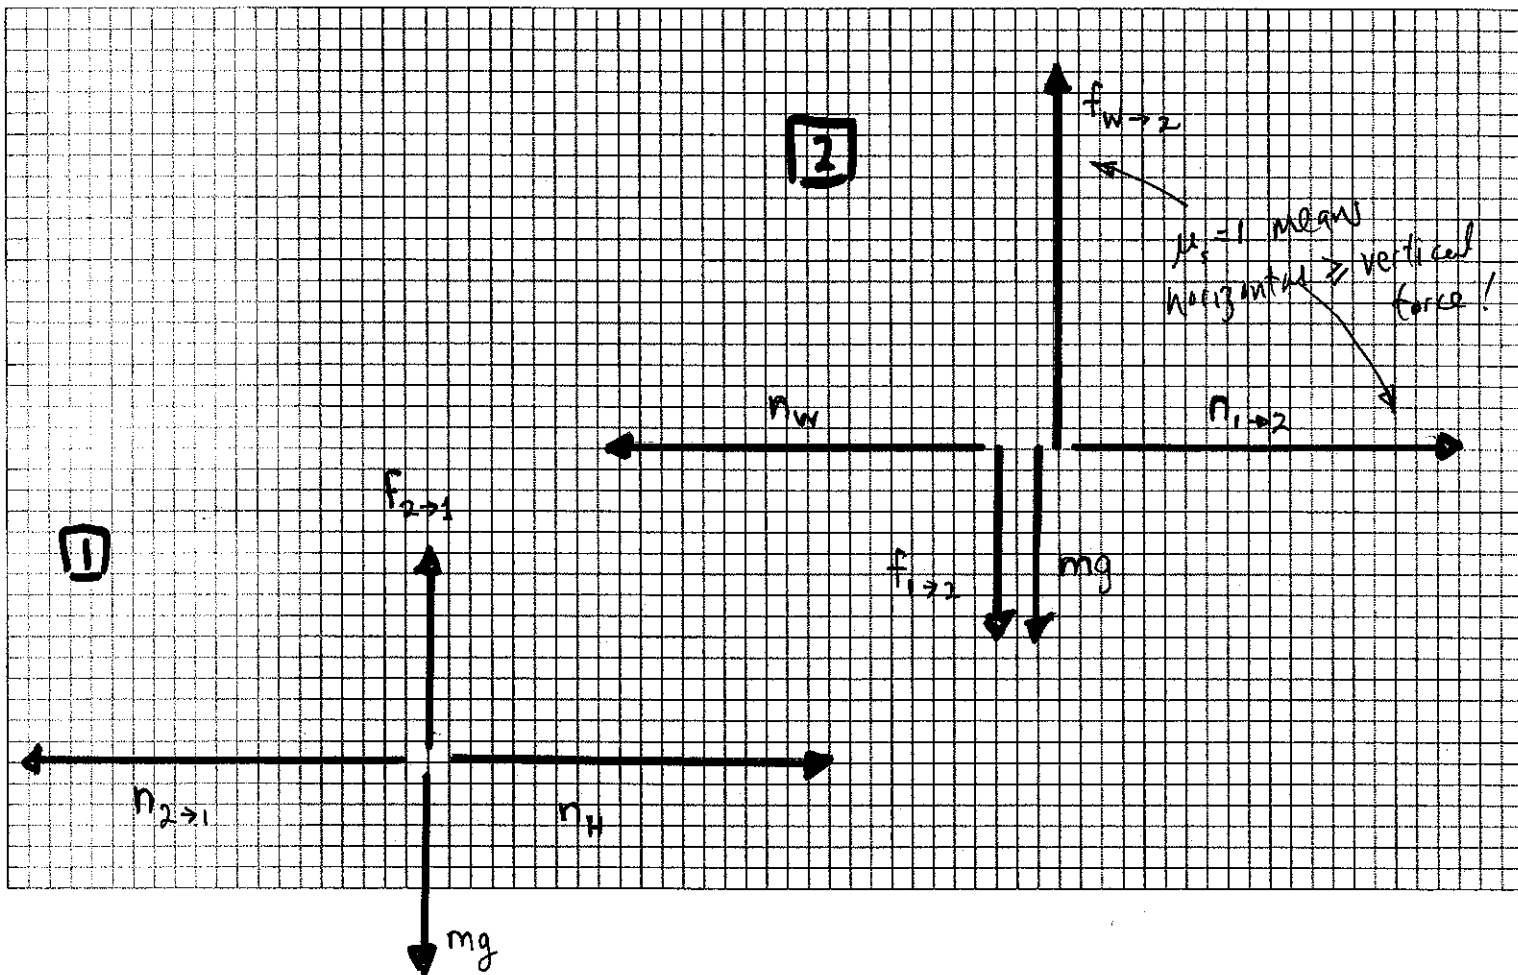 2
f_{w→2}
μ_s=1 means
horizontal ⩾ vertical
force!
n_w
n_{1→2}
f_{2→1}
1
f_{1→2}
mg
n_{2→1}
n_H
mg